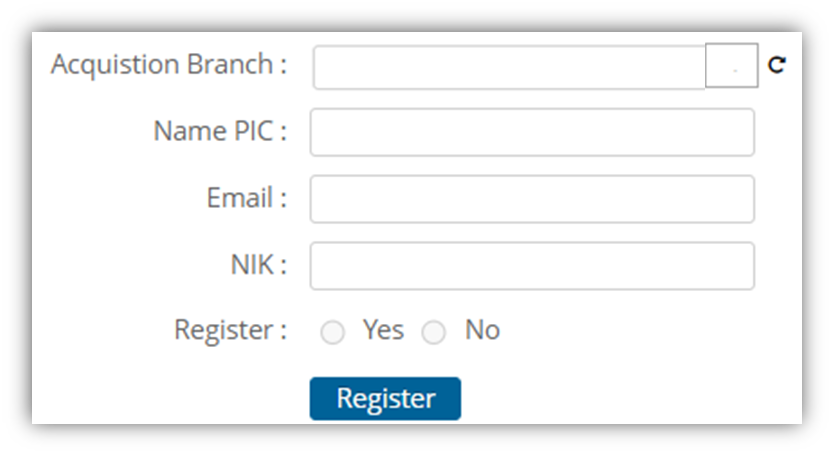 Acquistion Branch :
Name PIC :
Email :
NIK :
Register : Yes No
Register